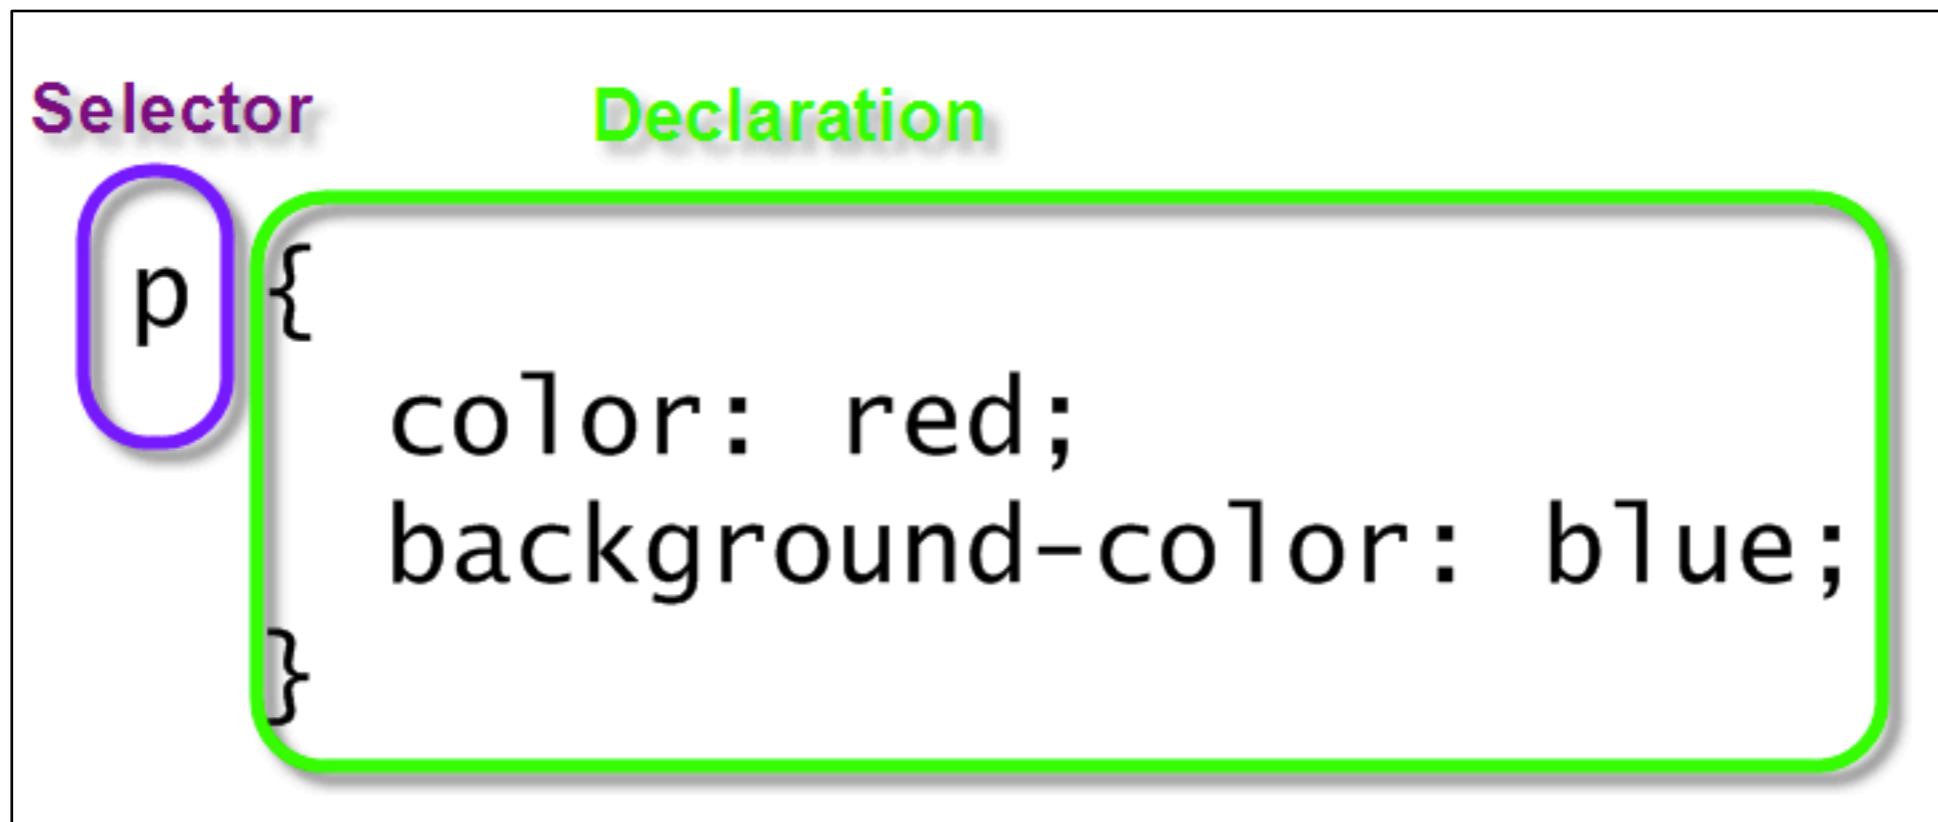 Selector
Declaration
p {
color: red;
background-color: blue;
}